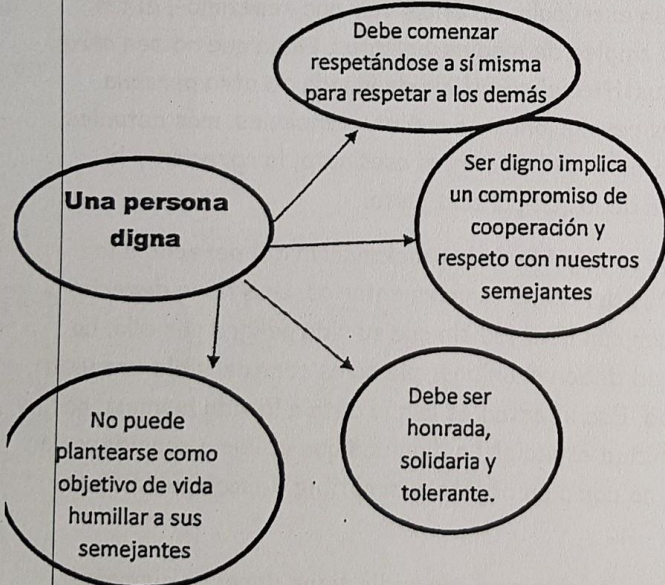 Debe comenzar
respetándose a sí misma
para respetar a los demás
Una persona
digna
Ser digno implica
un compromiso de
cooperación y
respeto con nuestros
semejantes
No puede
plantearse como
objetivo de vida
humillar a sus
semejantes
Debe ser
honrada,
solidaria y
tolerante.